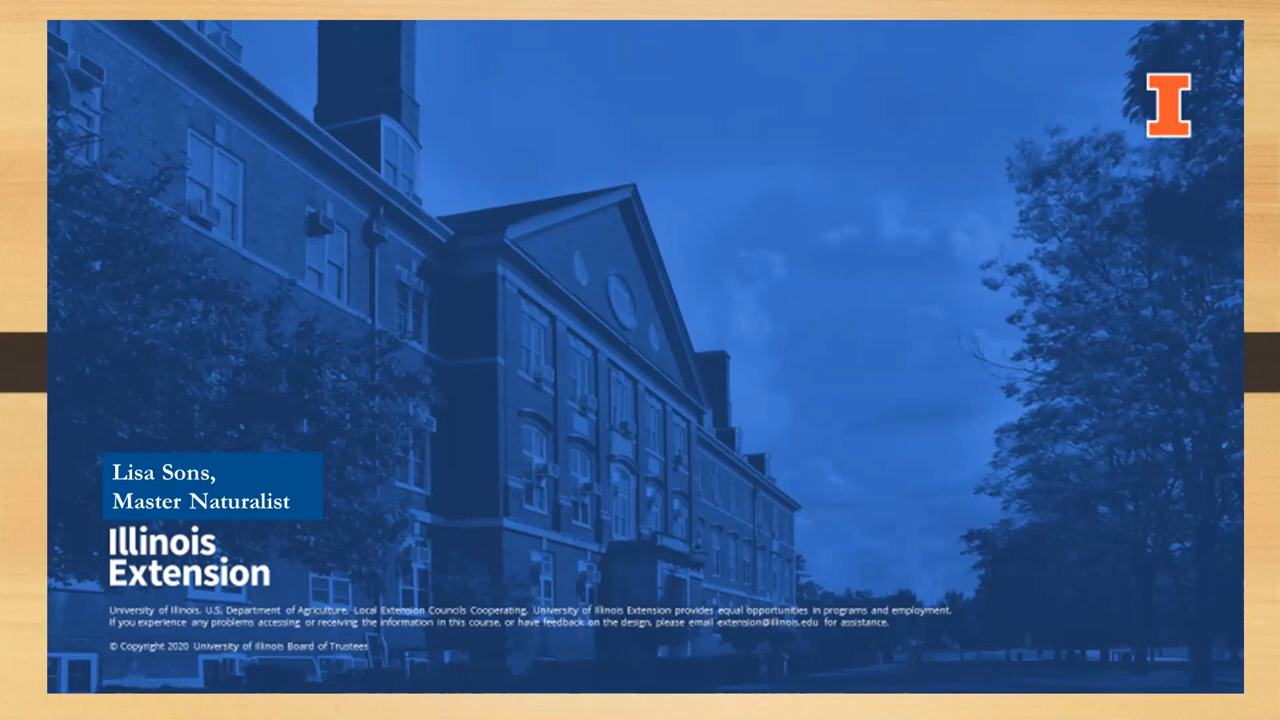 I
Lisa Sons,
Master Naturalist
Illinois
Extension
University of Illinois, U.S. Department of Agriculture, Local Extension Councils Cooperating. University of Illinois Extension provides equal opportunities in programs and employment.
If you experience any problems accessing or receiving the information in this course, or have feedback on the design, please email extension@illinois.edu for assistance.
© Copyright 2020 University of Illinois Board of Trustees